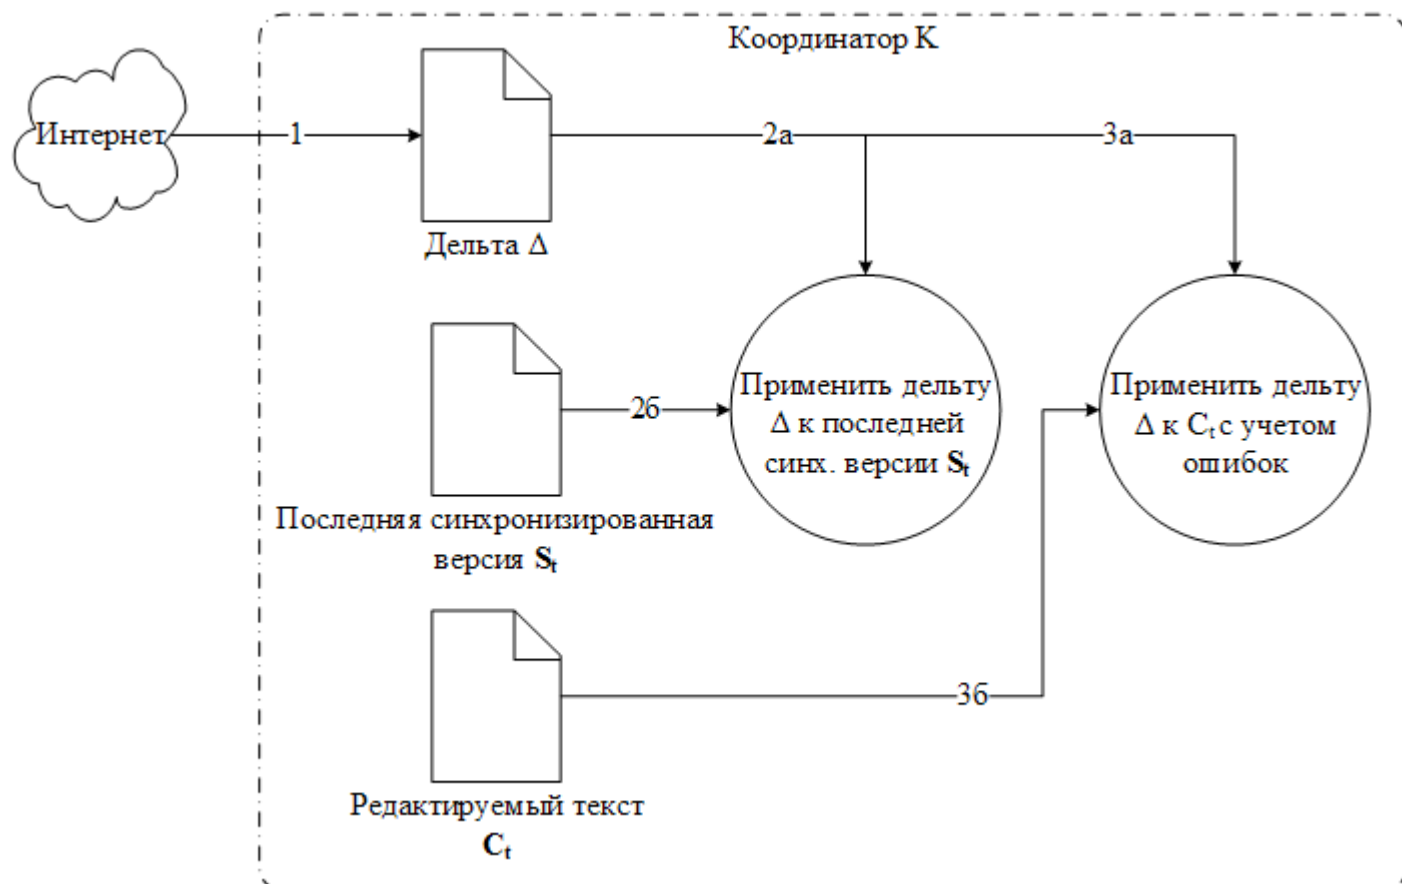 Координатор К
Интернет
1
2а
3а
Дельта Δ
Применить дельту
Δ к последней
синх. версии St
Применить дельту
Δ к Ct с учетом
ошибок
2б
Последняя синхронизированная
версия St
3б
Редактируемый текст
Ct